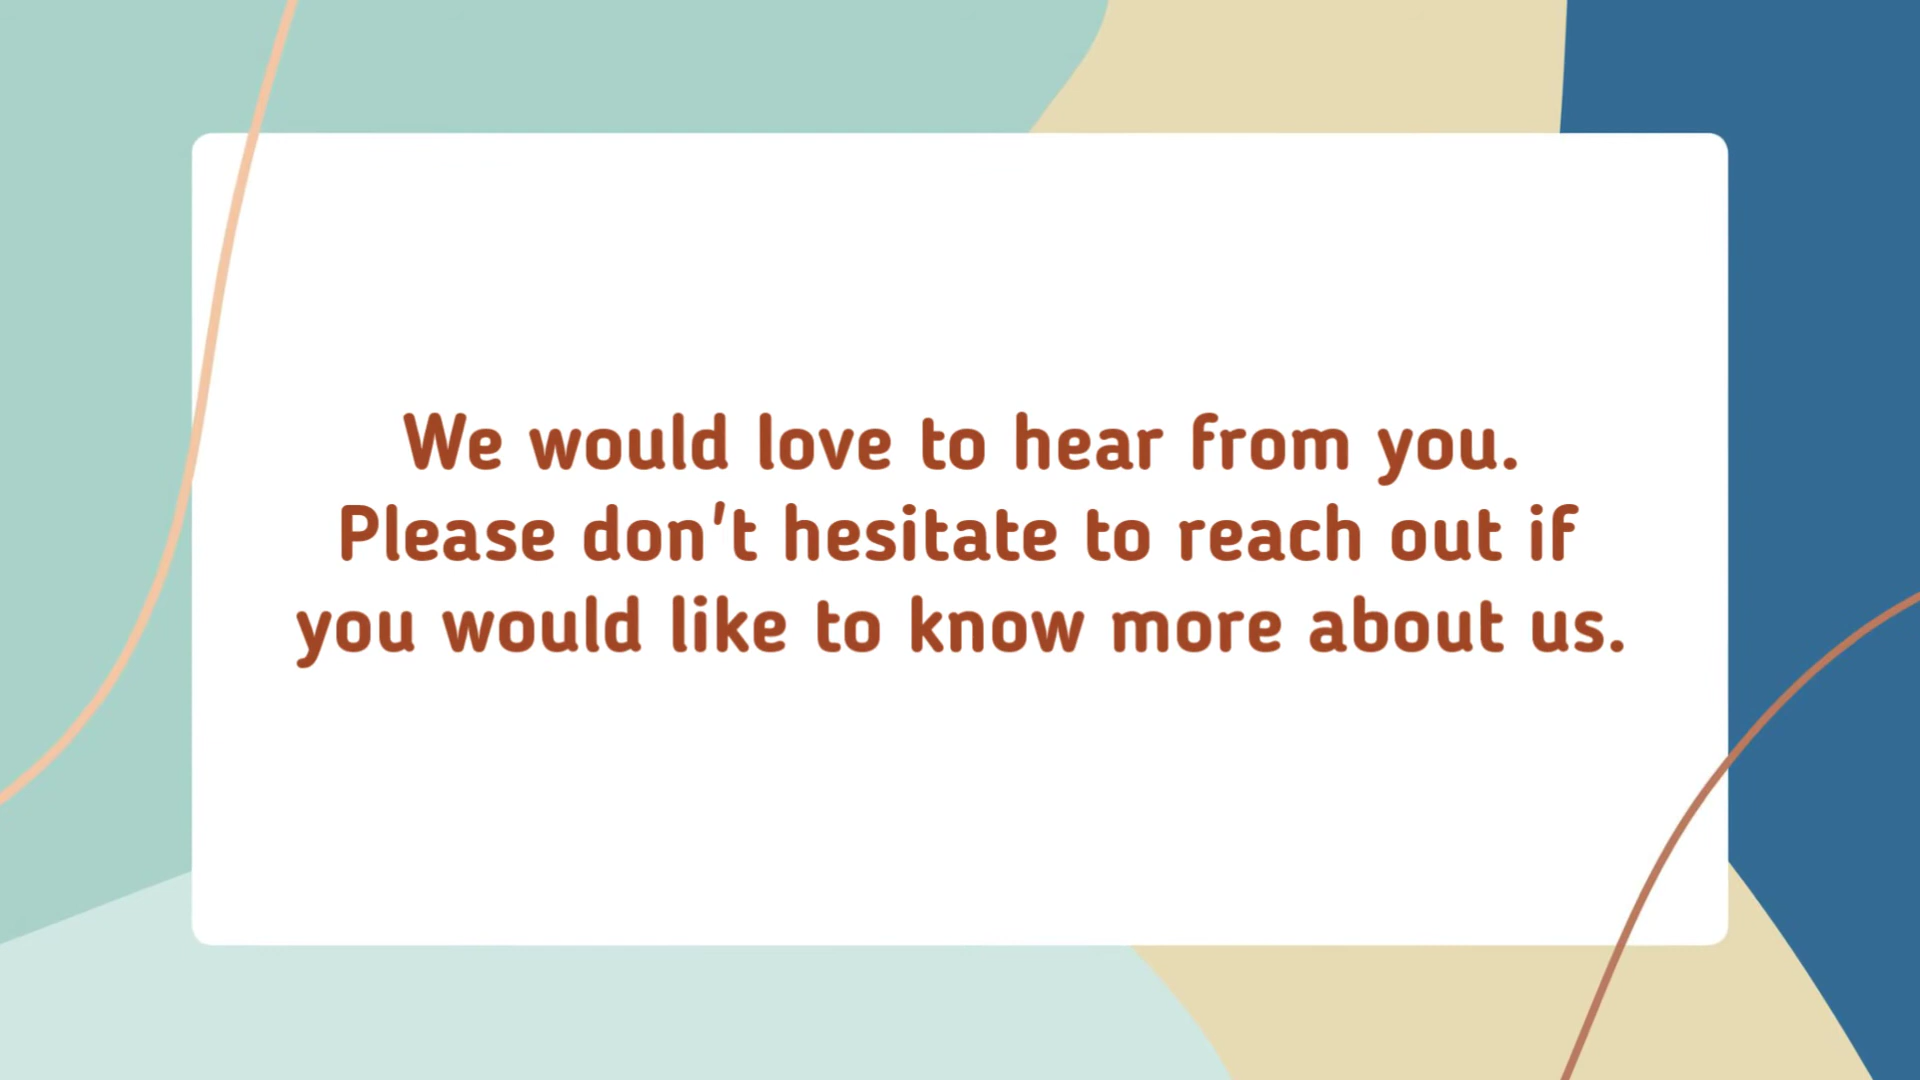 We would love to hear from you.
Please don't hesitate to reach out if
you would like to know more about us.